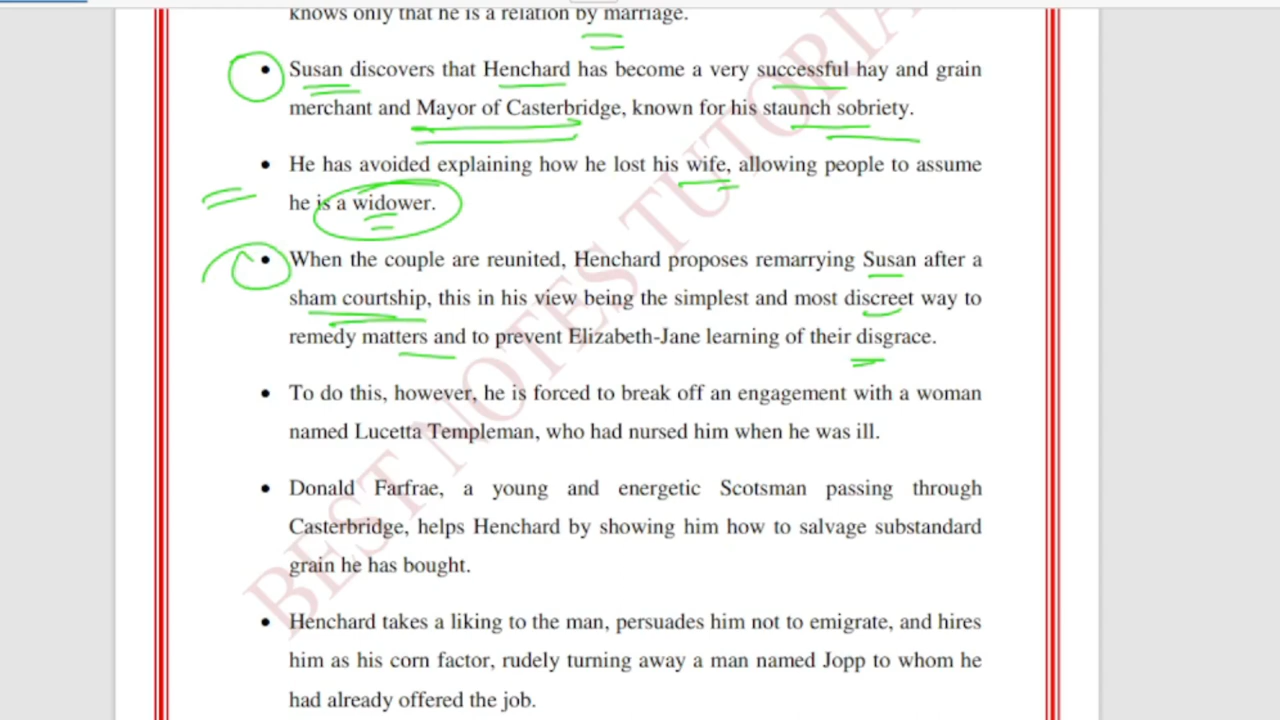 knows only that he is a relation by marriage.
• Susan discovers that Henchard has become a very successful hay and grain
merchant and Mayor of Casterbridge, known for his staunch sobriety.
• He has avoided explaining how he lost his wife, allowing people to assume
he is a widower.
• When the couple are reunited, Henchard proposes remarrying Susan after a
sham courtship, this in his view being the simplest and most discreet way to
remedy matters and to prevent Elizabeth-Jane learning of their disgrace.
• To do this, however, he is forced to break off an engagement with a woman
named Lucetta Templeman, who had nursed him when he was ill.
• Donald Farfrae, a young and energetic Scotsman passing through
Casterbridge, helps Henchard by showing him how to salvage substandard
grain he has bought.
• Henchard takes a liking to the man, persuades him not to emigrate, and hires
him as his corn factor, rudely turning away a man named Jopp to whom he
had already offered the job.
BEST NOTES TUTORIA